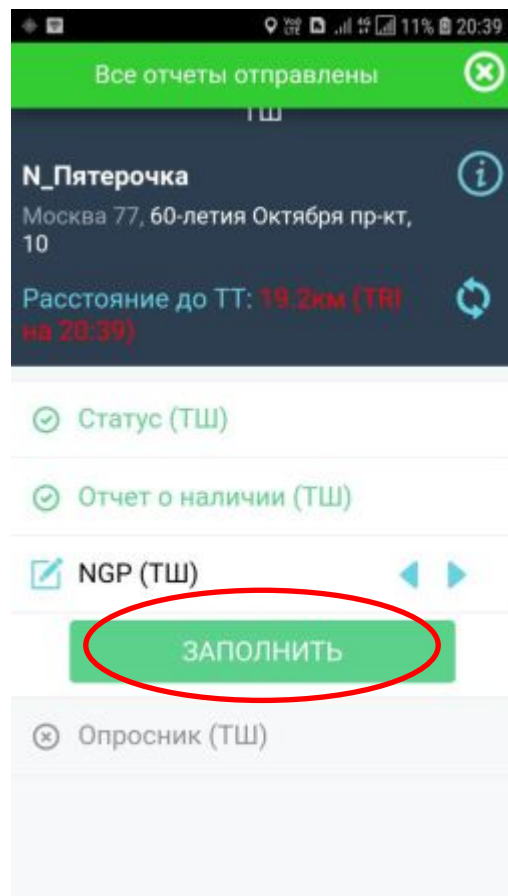 11% 20:39
Все отчеты отправлены
ТШ
N_Пятерочка
Москва 77, 60-летия Октября пр-кт,
10
Расстояние до ТТ: 19.2км (TRI
на 20:39)
Статус (ТШ)
Отчет о наличии (ТШ)
NGP (ТШ)
ЗАПОЛНИТЬ
Опросник (ТШ)